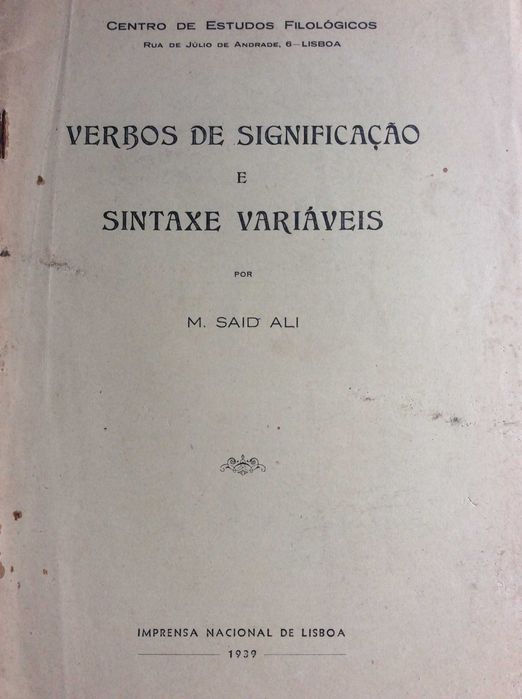 CENTRO DE ESTUDOS FILOLÓGICOS
RUA DE JÚLIO DE ANDRADE, 6—LISBOA
VERBOS DE SIGNIFICAÇÃO
E
SINTAXE VARIÁVEIS
POR
M. SAID ALI
IMPRENSA NACIONAL DE LISBOA
1939